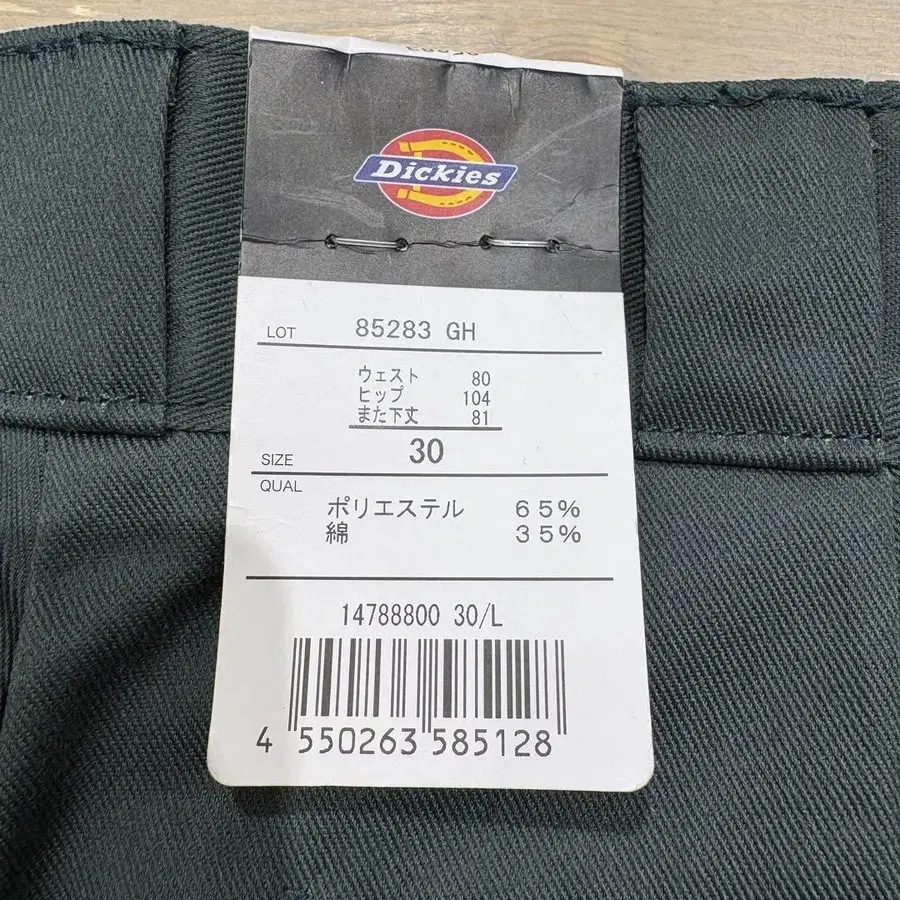 Dickies
LOT 85283 GH
ウェスト 80
ヒップ 104
また下丈 81
SIZE 30
QUAL
ポリエステル 65%
綿 35%
14788800 30/L
4 550263 585128